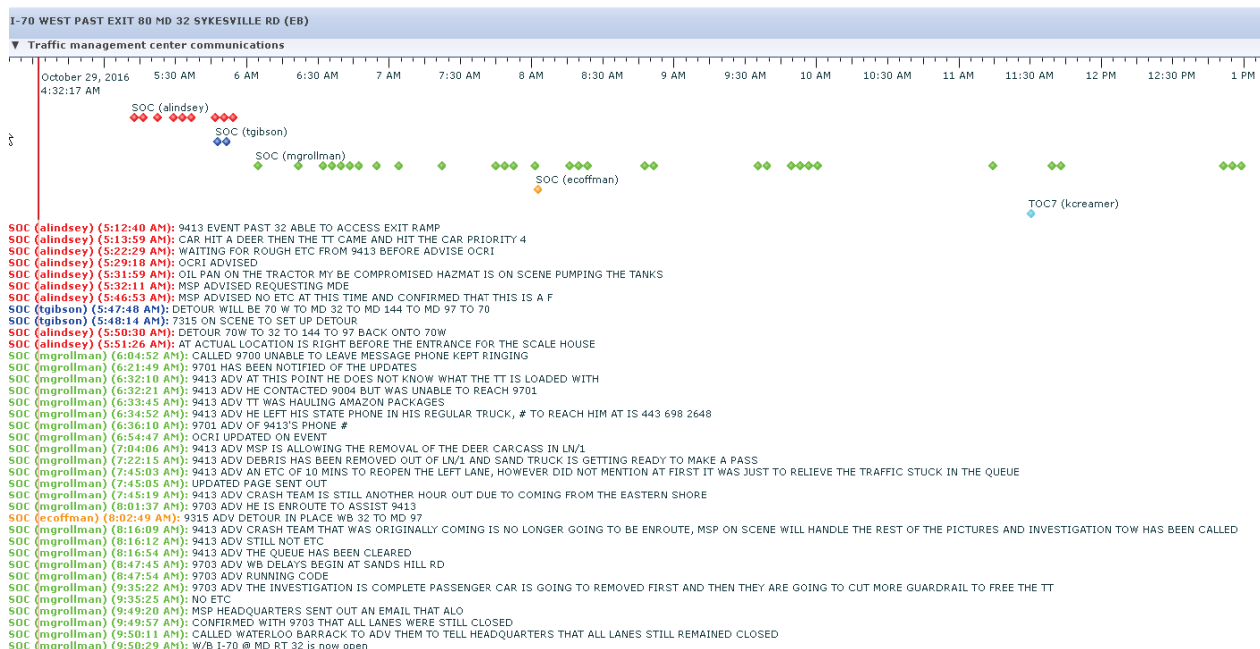 I-70 WEST PAST EXIT 80 MD 32 SYKESVILLE RD (EB)
▼ Traffic management center communications
October 29, 2016 5:30 AM 6 AM 6:30 AM 7 AM 7:30 AM 8 AM 8:30 AM 9 AM 9:30 AM 10 AM 10:30 AM 11 AM 11:30 AM 12 PM 12:30 PM 1 PM
4:32:17 AM
SOC (alindsey)
SOC (tgibson)
SOC (mgrollman)
SOC (ecoffman)
TOC7 (kcreamer)
SOC (alindsey) (5:12:40 AM): 9413 EVENT PAST 32 ABLE TO ACCESS EXIT RAMP
SOC (alindsey) (5:13:59 AM): CAR HIT A DEER THEN THE TT CAME AND HIT THE CAR PRIORITY 4
SOC (alindsey) (5:22:29 AM): WAITING FOR ROUGH ETC FROM 9413 BEFORE ADVISE OCRI
SOC (alindsey) (5:29:18 AM): OCRI ADVISED
SOC (alindsey) (5:31:59 AM): OIL PAN ON THE TRACTOR MY BE COMPROMISED HAZMAT IS ON SCENE PUMPING THE TANKS
SOC (alindsey) (5:32:11 AM): MSP ADVISED REQUESTING MDE
SOC (alindsey) (5:46:53 AM): MSP ADVISED NO ETC AT THIS TIME AND CONFIRMED THAT THIS IS A F
SOC (tgibson) (5:47:48 AM): DETOUR WILL BE 70 W TO MD 32 TO MD 144 TO MD 97 TO 70
SOC (tgibson) (5:48:14 AM): 7315 ON SCENE TO SET UP DETOUR
SOC (alindsey) (5:50:30 AM): DETOUR 70W TO 32 TO 144 TO 97 BACK ONTO 70W
SOC (alindsey) (5:51:26 AM): AT ACTUAL LOCATION IS RIGHT BEFORE THE ENTRANCE FOR THE SCALE HOUSE
SOC (mgrollman) (6:04:52 AM): CALLED 9700 UNABLE TO LEAVE MESSAGE PHONE KEPT RINGING
SOC (mgrollman) (6:21:49 AM): 9701 HAS BEEN NOTIFIED OF THE UPDATES
SOC (mgrollman) (6:32:10 AM): 9413 ADV AT THIS POINT HE DOES NOT KNOW WHAT THE TT IS LOADED WITH
SOC (mgrollman) (6:32:21 AM): 9413 ADV HE CONTACTED 9004 BUT WAS UNABLE TO REACH 9701
SOC (mgrollman) (6:33:45 AM): 9413 ADV TT WAS HAULING AMAZON PACKAGES
SOC (mgrollman) (6:34:52 AM): 9413 ADV HE LEFT HIS STATE PHONE IN HIS REGULAR TRUCK, # TO REACH HIM AT IS 443 698 2648
SOC (mgrollman) (6:36:10 AM): 9701 ADV OF 9413'S PHONE #
SOC (mgrollman) (6:54:47 AM): OCRI UPDATED ON EVENT
SOC (mgrollman) (7:04:06 AM): 9413 ADV MSP IS ALLOWING THE REMOVAL OF THE DEER CARCASS IN LN/1
SOC (mgrollman) (7:22:15 AM): 9413 ADV DEBRIS HAS BEEN REMOVED OUT OF LN/1 AND SAND TRUCK IS GETTING READY TO MAKE A PASS
SOC (mgrollman) (7:45:03 AM): 9413 ADV AN ETC OF 10 MINS TO REOPEN THE LEFT LANE, HOWEVER DID NOT MENTION AT FIRST IT WAS JUST TO RELIEVE THE TRAFFIC STUCK IN THE QUEUE
SOC (mgrollman) (7:45:05 AM): UPDATED PAGE SENT OUT
SOC (mgrollman) (7:45:19 AM): 9413 ADV CRASH TEAM IS STILL ANOTHER HOUR OUT DUE TO COMING FROM THE EASTERN SHORE
SOC (mgrollman) (8:01:37 AM): 9703 ADV HE IS ENROUTE TO ASSIST 9413
SOC (ecoffman) (8:02:49 AM): 9315 ADV DETOUR IN PLACE WB 32 TO MD 97
SOC (mgrollman) (8:16:09 AM): 9413 ADV CRASH TEAM THAT WAS ORIGINALLY COMING IS NO LONGER GOING TO BE ENROUTE, MSP ON SCENE WILL HANDLE THE REST OF THE PICTURES AND INVESTIGATION TOW HAS BEEN CALLED
SOC (mgrollman) (8:16:12 AM): 9413 ADV STILL NOT ETC
SOC (mgrollman) (8:16:54 AM): 9413 ADV THE QUEUE HAS BEEN CLEARED
SOC (mgrollman) (8:47:45 AM): 9703 ADV WB DELAYS BEGIN AT SANDS HILL RD
SOC (mgrollman) (8:47:54 AM): 9703 ADV RUNNING CODE
SOC (mgrollman) (9:35:22 AM): 9703 ADV THE INVESTIGATION IS COMPLETE PASSENGER CAR IS GOING TO REMOVED FIRST AND THEN THEY ARE GOING TO CUT MORE GUARDRAIL TO FREE THE TT
SOC (mgrollman) (9:35:25 AM): NO ETC
SOC (mgrollman) (9:49:20 AM): MSP HEADQUARTERS SENT OUT AN EMAIL THAT ALO
SOC (mgrollman) (9:49:57 AM): CONFIRMED WITH 9703 THAT ALL LANES WERE STILL CLOSED
SOC (mgrollman) (9:50:11 AM): CALLED WATERLOO BARRACK TO ADV THEM TO TELL HEADQUARTERS THAT ALL LANES STILL REMAINED CLOSED
SOC (mgrollman) (9:50:29 AM): W/B I-70 @ MD RT 32 is now open